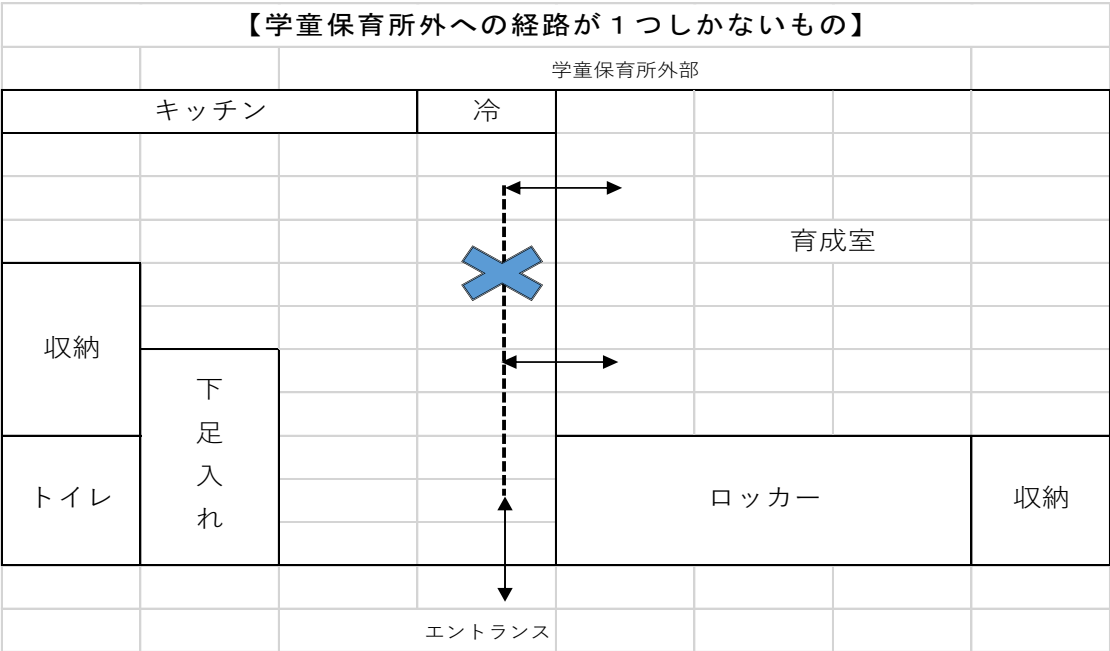 【学童保育所外への経路が１つしかないもの】
学童保育所外部
キッチン
冷
育成室
収納
下足入れ
トイレ
ロッカー
収納
エントランス